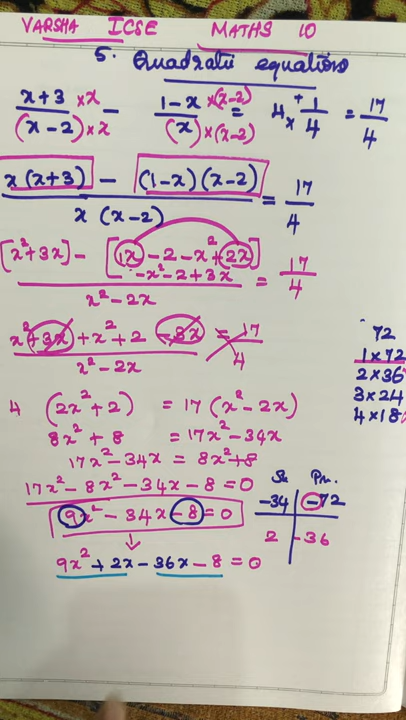 VARSHA ICSE MATHS 10
5. Quadratic equations
(x+3)×x / (x-2)×x - (1-x)×(x-2) / (x)×(x-2) = 4 × + 1/4 = 17/4
x(x+3) - (1-x)(x-2) / x(x-2) = 17/4
[x²+3x] - [1x - 2 - x² + 2x]
-x² - 2 + 3x
/ x² - 2x = 17/4
x² + 3x + x² + 2 - 3x / x² - 2x = 17/4
4 (2x² + 2) = 17 (x² - 2x)
8x² + 8 = 17x² - 34x
17x² - 34x = 8x² + 8
17x² - 8x² - 34x - 8 = 0
9x² - 34x - 8 = 0
9x² + 2x - 36x - 8 = 0
72
1 × 72
2 × 36
3 × 24
4 × 18
Su Pr.
-34 -72
2 -36